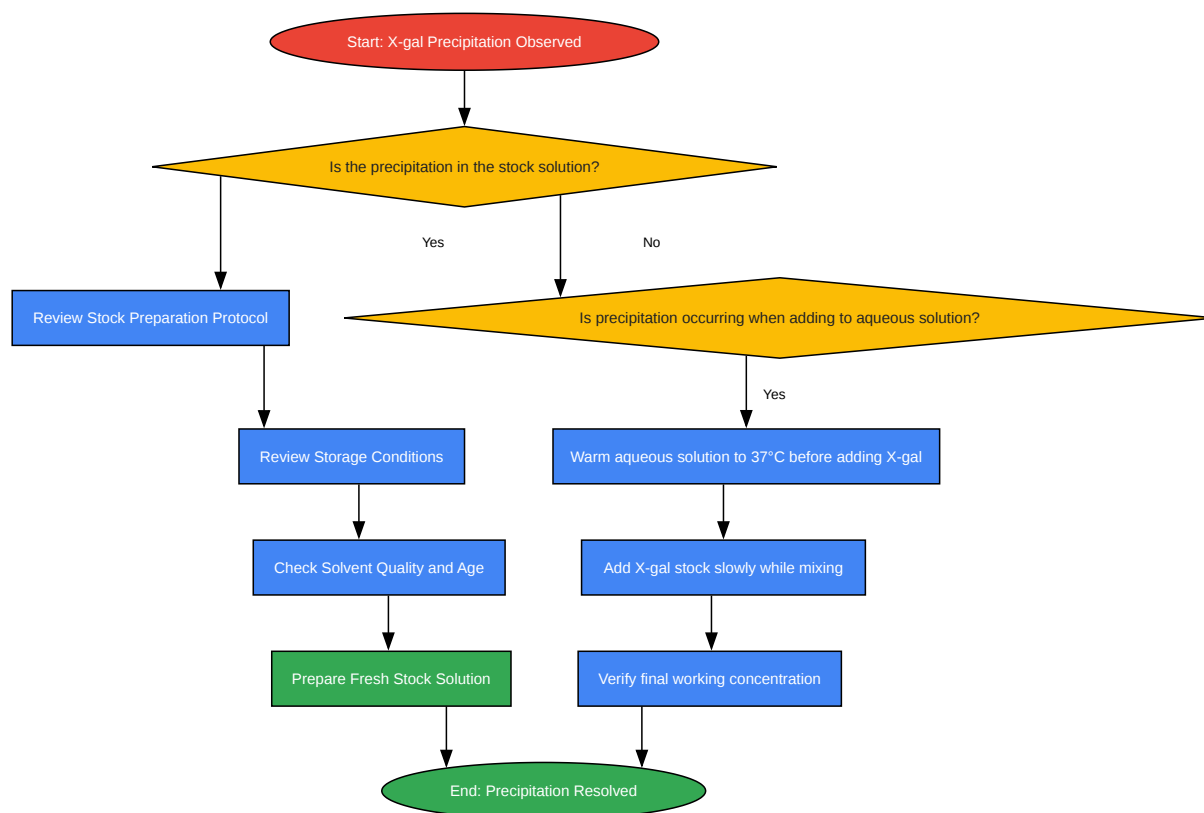 Start: X-gal Precipitation Observed
Is the precipitation in the stock solution?
Yes
No
Review Stock Preparation Protocol
Is precipitation occurring when adding to aqueous solution?
Yes
Review Storage Conditions
Warm aqueous solution to 37°C before adding X-gal
Check Solvent Quality and Age
Add X-gal stock slowly while mixing
Prepare Fresh Stock Solution
Verify final working concentration
End: Precipitation Resolved